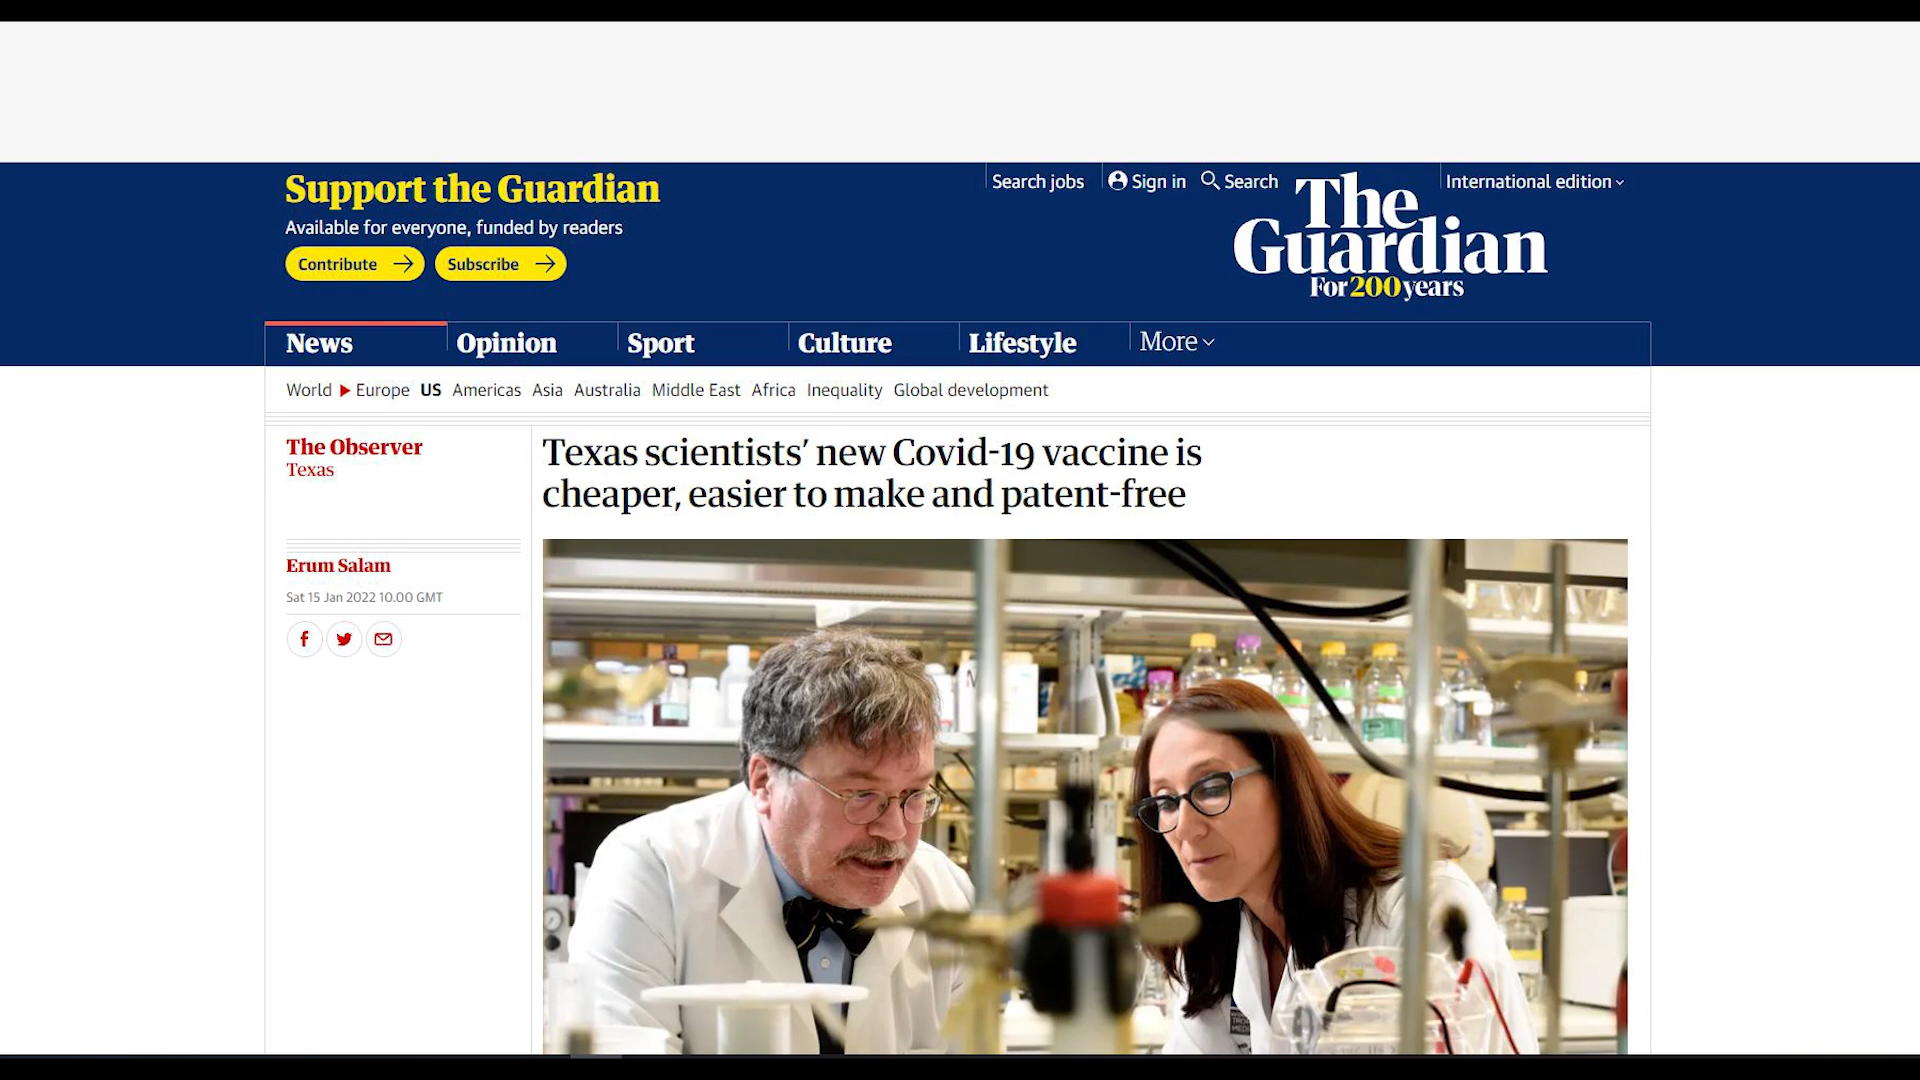 Support the Guardian
Available for everyone, funded by readers
Contribute
Subscribe
Search jobs
Sign in
Search
International edition
The
Guardian
For 200 years
News
Opinion
Sport
Culture
Lifestyle
More
World
Europe
US
Americas
Asia
Australia
Middle East
Africa
Inequality
Global development
The Observer
Texas
Texas scientists’ new Covid-19 vaccine is
cheaper, easier to make and patent-free
Erum Salam
Sat 15 Jan 2022 10.00 GMT